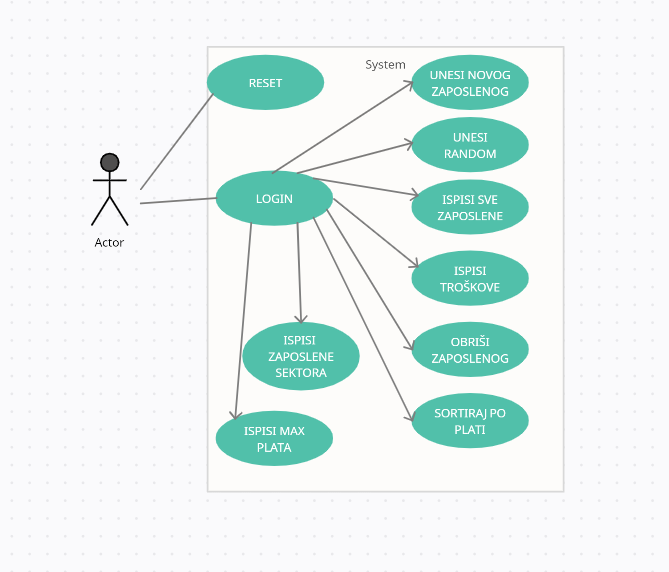 System
RESET
UNESI NOVOG
ZAPOSLENOG
UNESI
RANDOM
LOGIN
ISPISI SVE
ZAPOSLENE
Actor
ISPISI
TROŠKOVE
ISPISI
ZAPOSLENE
SEKTORA
OBRIŠI
ZAPOSLENOG
ISPISI MAX
PLATA
SORTIRAJ PO
PLATI